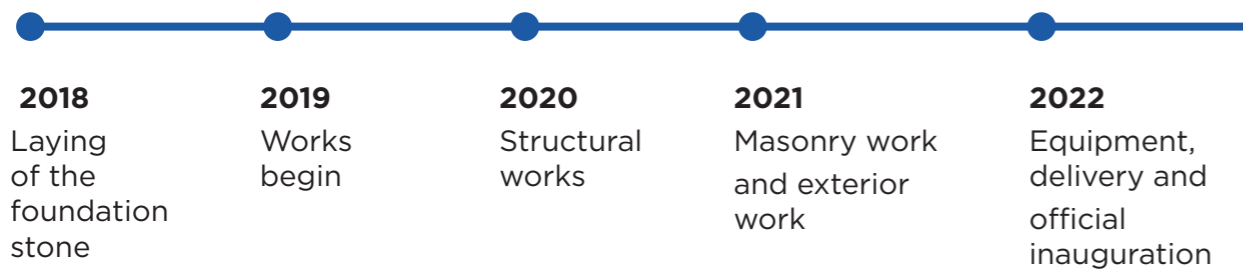 2018
Laying
of the
foundation
stone
2019
Works
begin
2020
Structural
works
2021
Masonry work
and exterior
work
2022
Equipment,
delivery and
official
inauguration